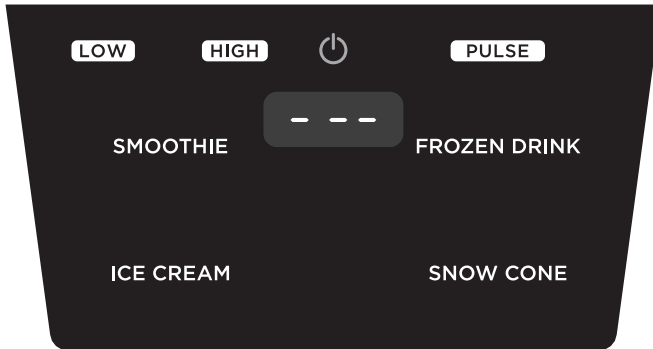 LOW HIGH PULSE
- - -
SMOOTHIE FROZEN DRINK
ICE CREAM SNOW CONE